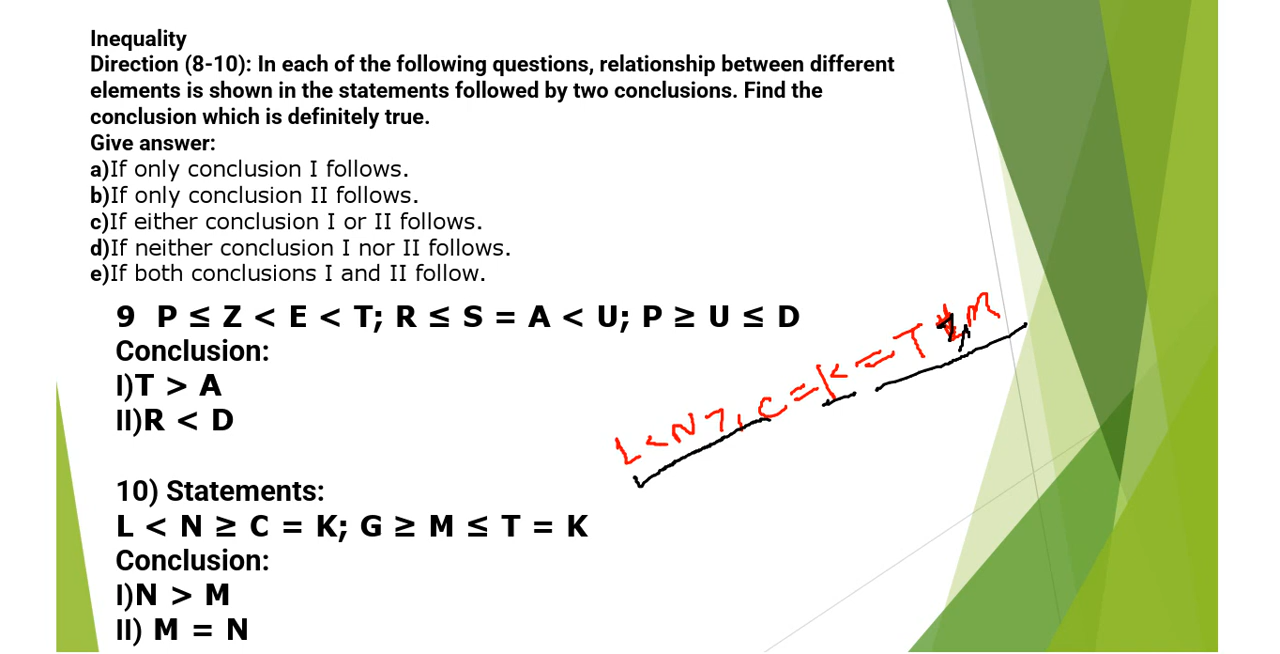 Inequality
Direction (8-10): In each of the following questions, relationship between different
elements is shown in the statements followed by two conclusions. Find the
conclusion which is definitely true.
Give answer:
a)If only conclusion I follows.
b)If only conclusion II follows.
c)If either conclusion I or II follows.
d)If neither conclusion I nor II follows.
e)If both conclusions I and II follow.
9 P ≤ Z < E < T; R ≤ S = A < U; P ≥ U ≤ D
Conclusion:
I)T > A
II)R < D
L < N ≥ C = K = T ≥ M
10) Statements:
L < N ≥ C = K; G ≥ M ≤ T = K
Conclusion:
I)N > M
II) M = N